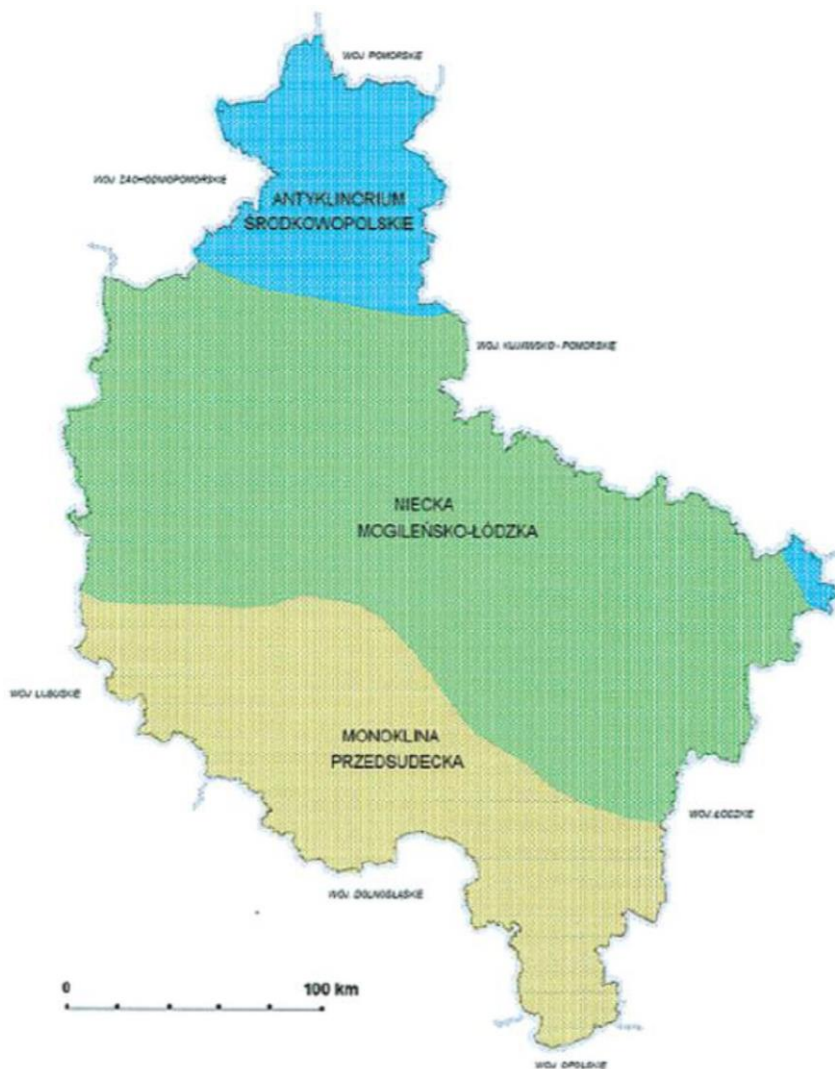 WOJ. POMORSKIE
WOJ. ZACHODNIOPOMORSKIE
ANTYKLINORIUM
ŚRODKOWOPOLSKIE
WOJ. KUJAWSKO - POMORSKIE
NIECKA
MOGILEŃSKO-ŁÓDZKA
WOJ. LUBUSKIE
MONOKLINA
PRZEDSUDECKA
WOJ. ŁÓDZKIE
WOJ. DOLNOŚLĄSKIE
0 100 km
WOJ. OPOLSKIE